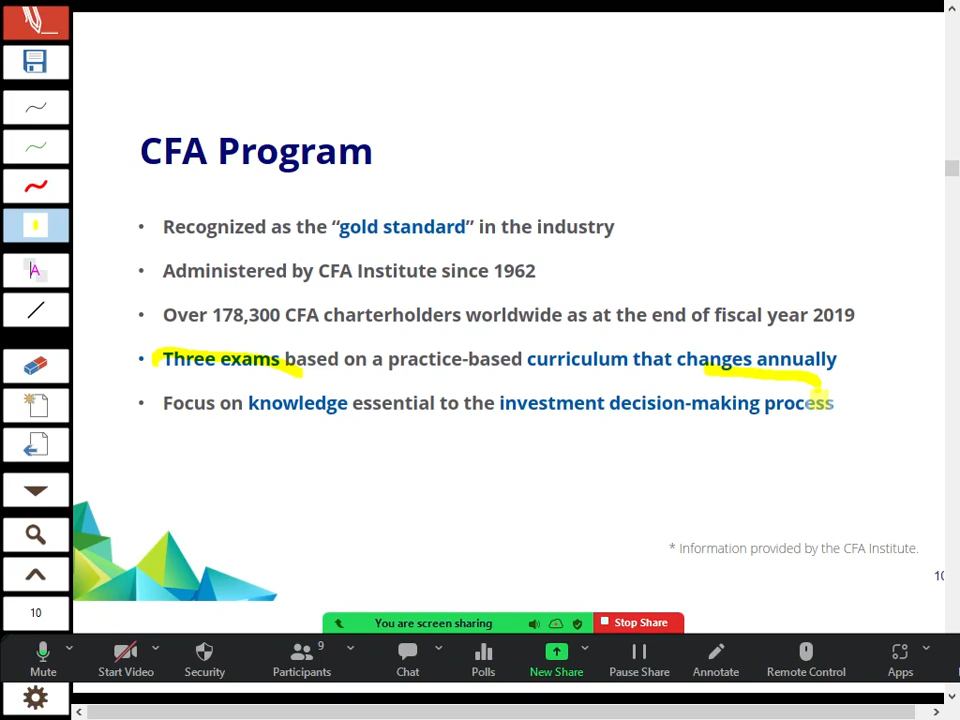 CFA Program
• Recognized as the “gold standard” in the industry
• Administered by CFA Institute since 1962
• Over 178,300 CFA charterholders worldwide as at the end of fiscal year 2019
• Three exams based on a practice-based curriculum that changes annually
• Focus on knowledge essential to the investment decision-making process
* Information provided by the CFA Institute.
10
A
10
You are screen sharing
Stop Share
9
Mute
Start Video
Security
Participants
Chat
Polls
New Share
Pause Share
Annotate
Remote Control
Apps